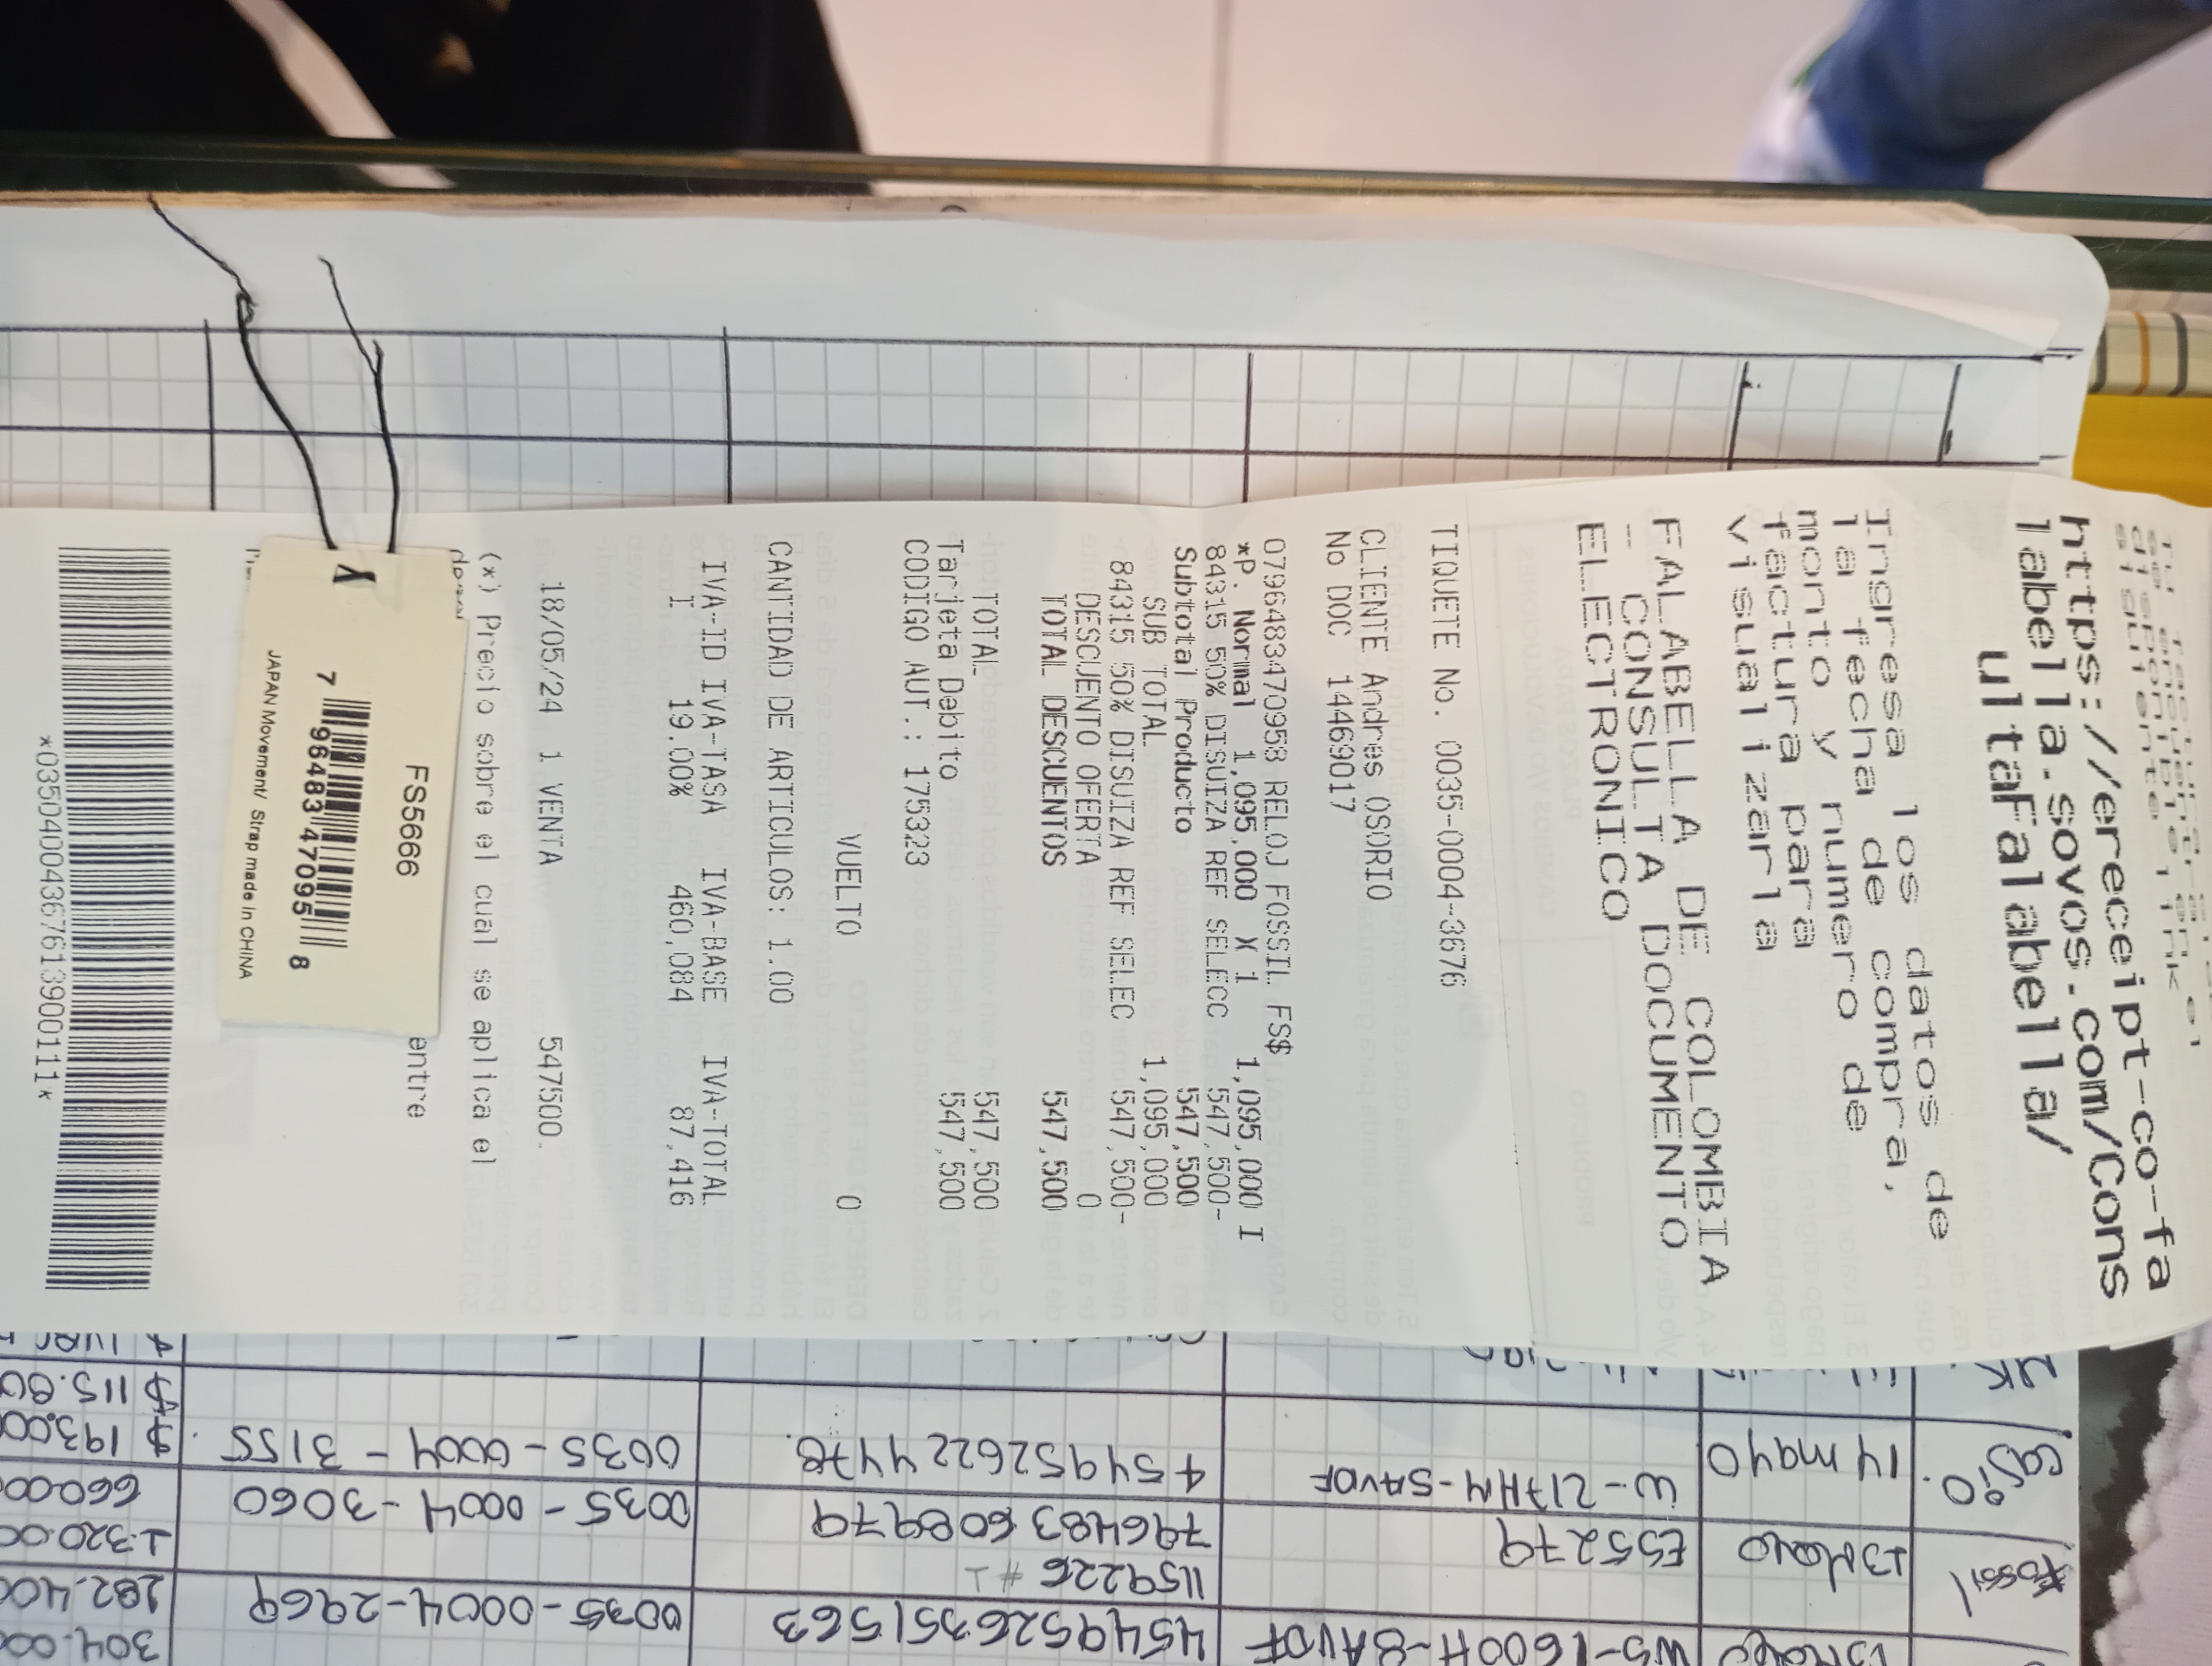 https://ereceipt-co-fa
labella.sovos.com/Cons
ultaFalabella/
Ingresa los datos de
la fecha de compra,
monto y numero de
factura para
visualizarla
FALABELLA DE COLOMBIA
- CONSULTA DOCUMENTO
ELECTRONICO
TIQUETE No. 0035-0004-3676
CLIENTE Andres OSORIO
No DOC 14469017
0796483470958 RELOJ FOSSIL FS$
*P. Normal 1,095,000 X 1 1,095,000 I
84315 50% DISUIZA REF SELECC 547,500-
Subtotal Producto 547,500
SUB TOTAL 1,095,000
84315 50% DISUIZA REF SELEC 547,500-
DESCUENTO OFERTA 0
TOTAL DESCUENTOS 547,500
TOTAL 547,500
Tarjeta Debito 547,500
CODIGO AUT.: 175323
VUELTO 0
CANTIDAD DE ARTICULOS: 1.00
IVA-ID IVA-TASA IVA-BASE IVA-TOTAL
I 19.00% 460,084 87,416
18/05/24 1 VENTA 547500.
(*) Precio sobre el cual se aplica el
entre
*035040043676139001​11*
FS5666
7 96483 47095 8
JAPAN Movement/ Strap made in CHINA
Casio. 14 mayo W-217HM-5AVDF 4549526224478. 0035-0004-3155. $ 193.00
$ 115.80
Fossil 13 Mayo ES5279 796483608979 0035-0004-3060 660.00
1.320.00
1159226 #1
WS-1600H-8AVDF 4549526351563 0035-0004-2969 182.40
304.00